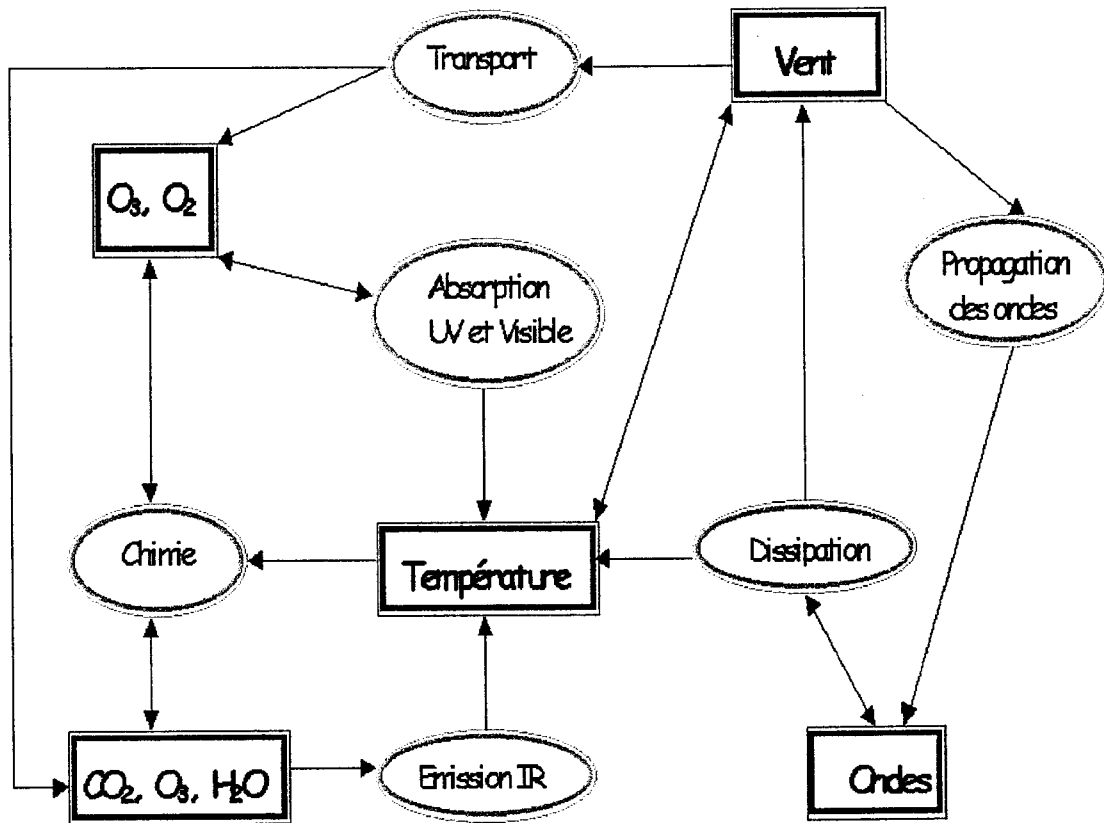 Transport
Vent
O₃, O₂
Absorption
UV et Visible
Propagation
des ondes
Chimie
Température
Dissipation
CO₂, O₃, H₂O
Emission IR
Ondes